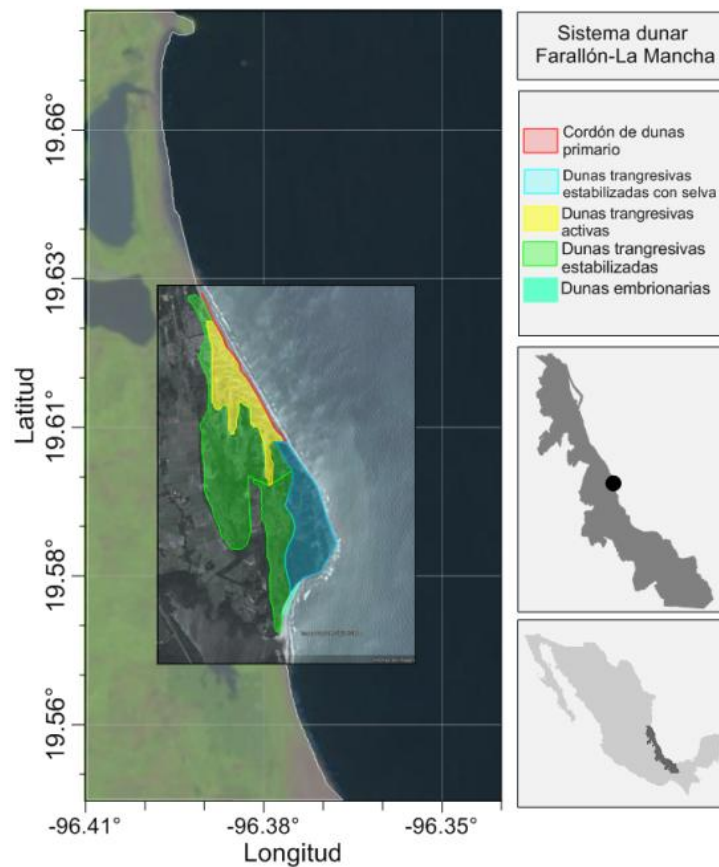 Sistema dunar
Farallón-La Mancha
Cordón de dunas
primario
Dunas trangresivas
estabilizadas con selva
Dunas trangresivas
activas
Dunas trangresivas
estabilizadas
Dunas embrionarias
Latitud
19.66°
19.63°
19.61°
19.58°
19.56°
-96.41°
-96.38°
-96.35°
Longitud